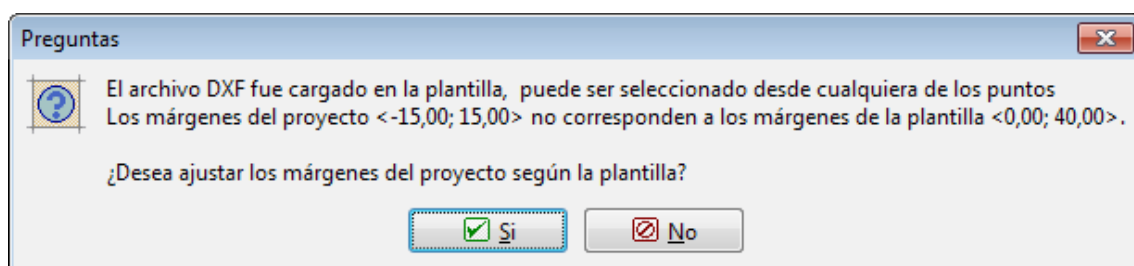 Preguntas
El archivo DXF fue cargado en la plantilla,  puede ser seleccionado desde cualquiera de los puntos
Los márgenes del proyecto <-15,00; 15,00> no corresponden a los márgenes de la plantilla <0,00; 40,00>.
¿Desea ajustar los márgenes del proyecto según la plantilla?
Si
No